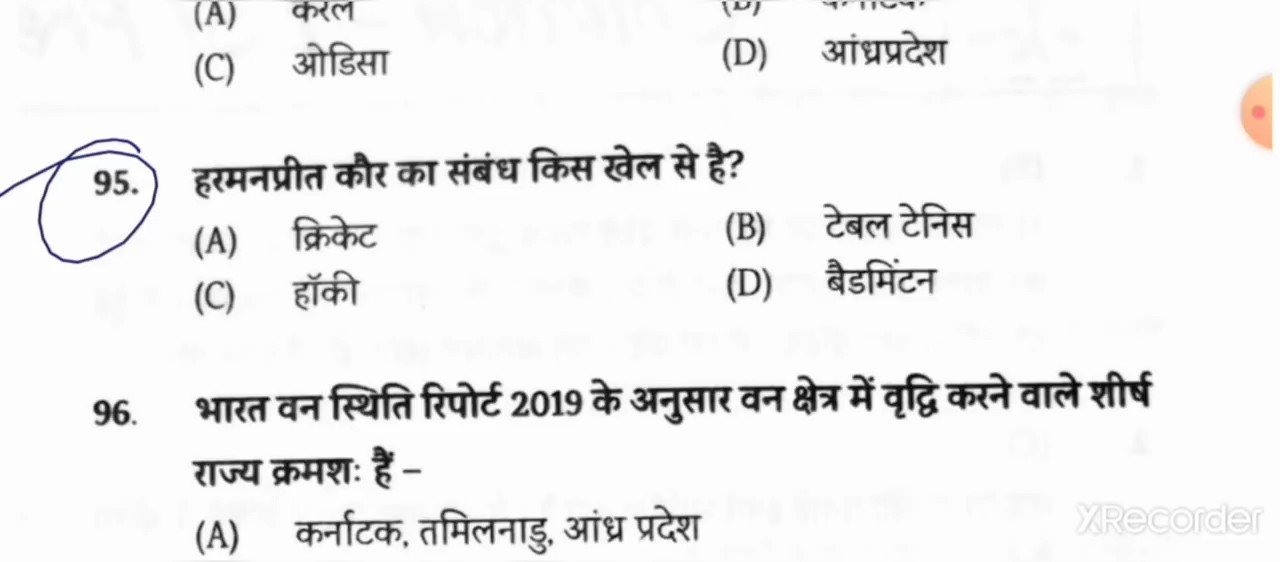 (A) केरल
(C) ओडिसा (D) आंध्रप्रदेश
95. हरमनप्रीत कौर का संबंध किस खेल से है?
(A) क्रिकेट (B) टेबल टेनिस
(C) हॉकी (D) बैडमिंटन
96. भारत वन स्थिति रिपोर्ट 2019 के अनुसार वन क्षेत्र में वृद्धि करने वाले शीर्ष
राज्य क्रमशः हैं –
(A) कर्नाटक, तमिलनाडु, आंध्र प्रदेश
XRecorder